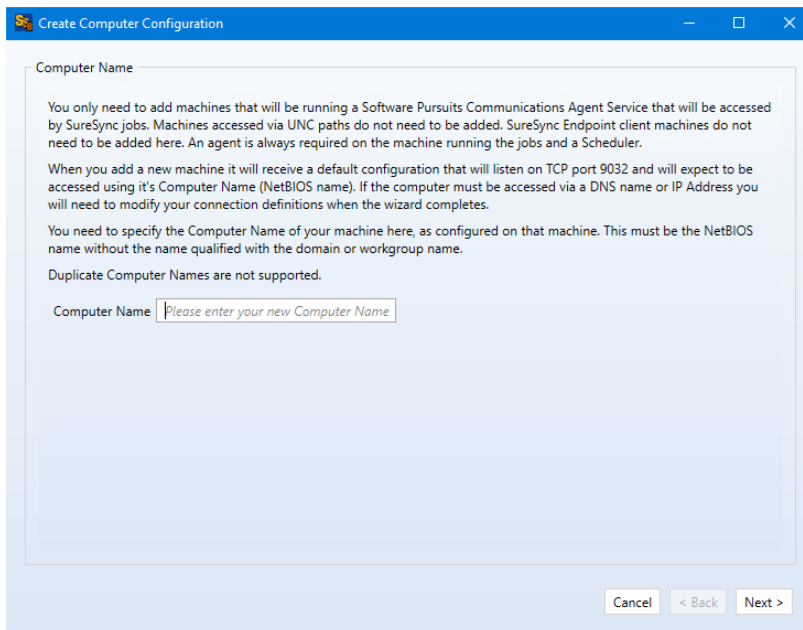 Create Computer Configuration
Computer Name
You only need to add machines that will be running a Software Pursuits Communications Agent Service that will be accessed
by SureSync jobs. Machines accessed via UNC paths do not need to be added. SureSync Endpoint client machines do not
need to be added here. An agent is always required on the machine running the jobs and a Scheduler.
When you add a new machine it will receive a default configuration that will listen on TCP port 9032 and will expect to be
accessed using it's Computer Name (NetBIOS name). If the computer must be accessed via a DNS name or IP Address you
will need to modify your connection definitions when the wizard completes.
You need to specify the Computer Name of your machine here, as configured on that machine. This must be the NetBIOS
name without the name qualified with the domain or workgroup name.
Duplicate Computer Names are not supported.
Computer Name Please enter your new Computer Name
Cancel < Back Next >